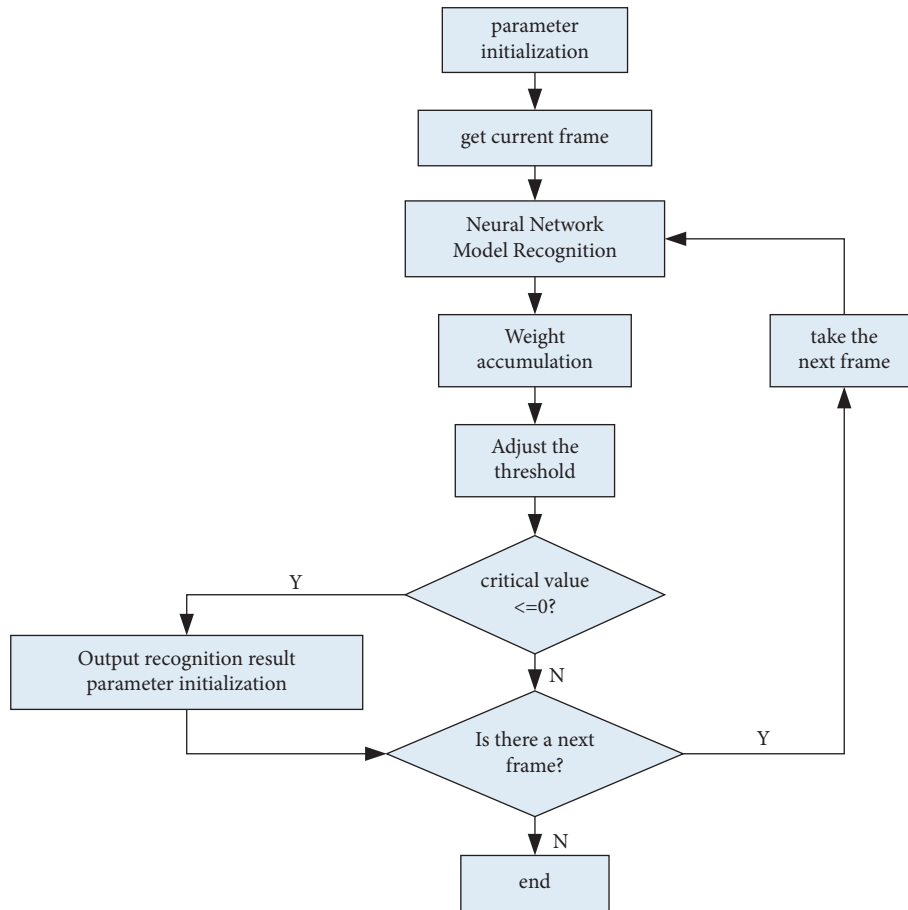 parameter
initialization
get current frame
Neural Network
Model Recognition
Weight
accumulation
take the
next frame
Adjust the
threshold
critical value
<=0?
Y
Output recognition result
parameter initialization
N
Is there a next
frame?
Y
N
end